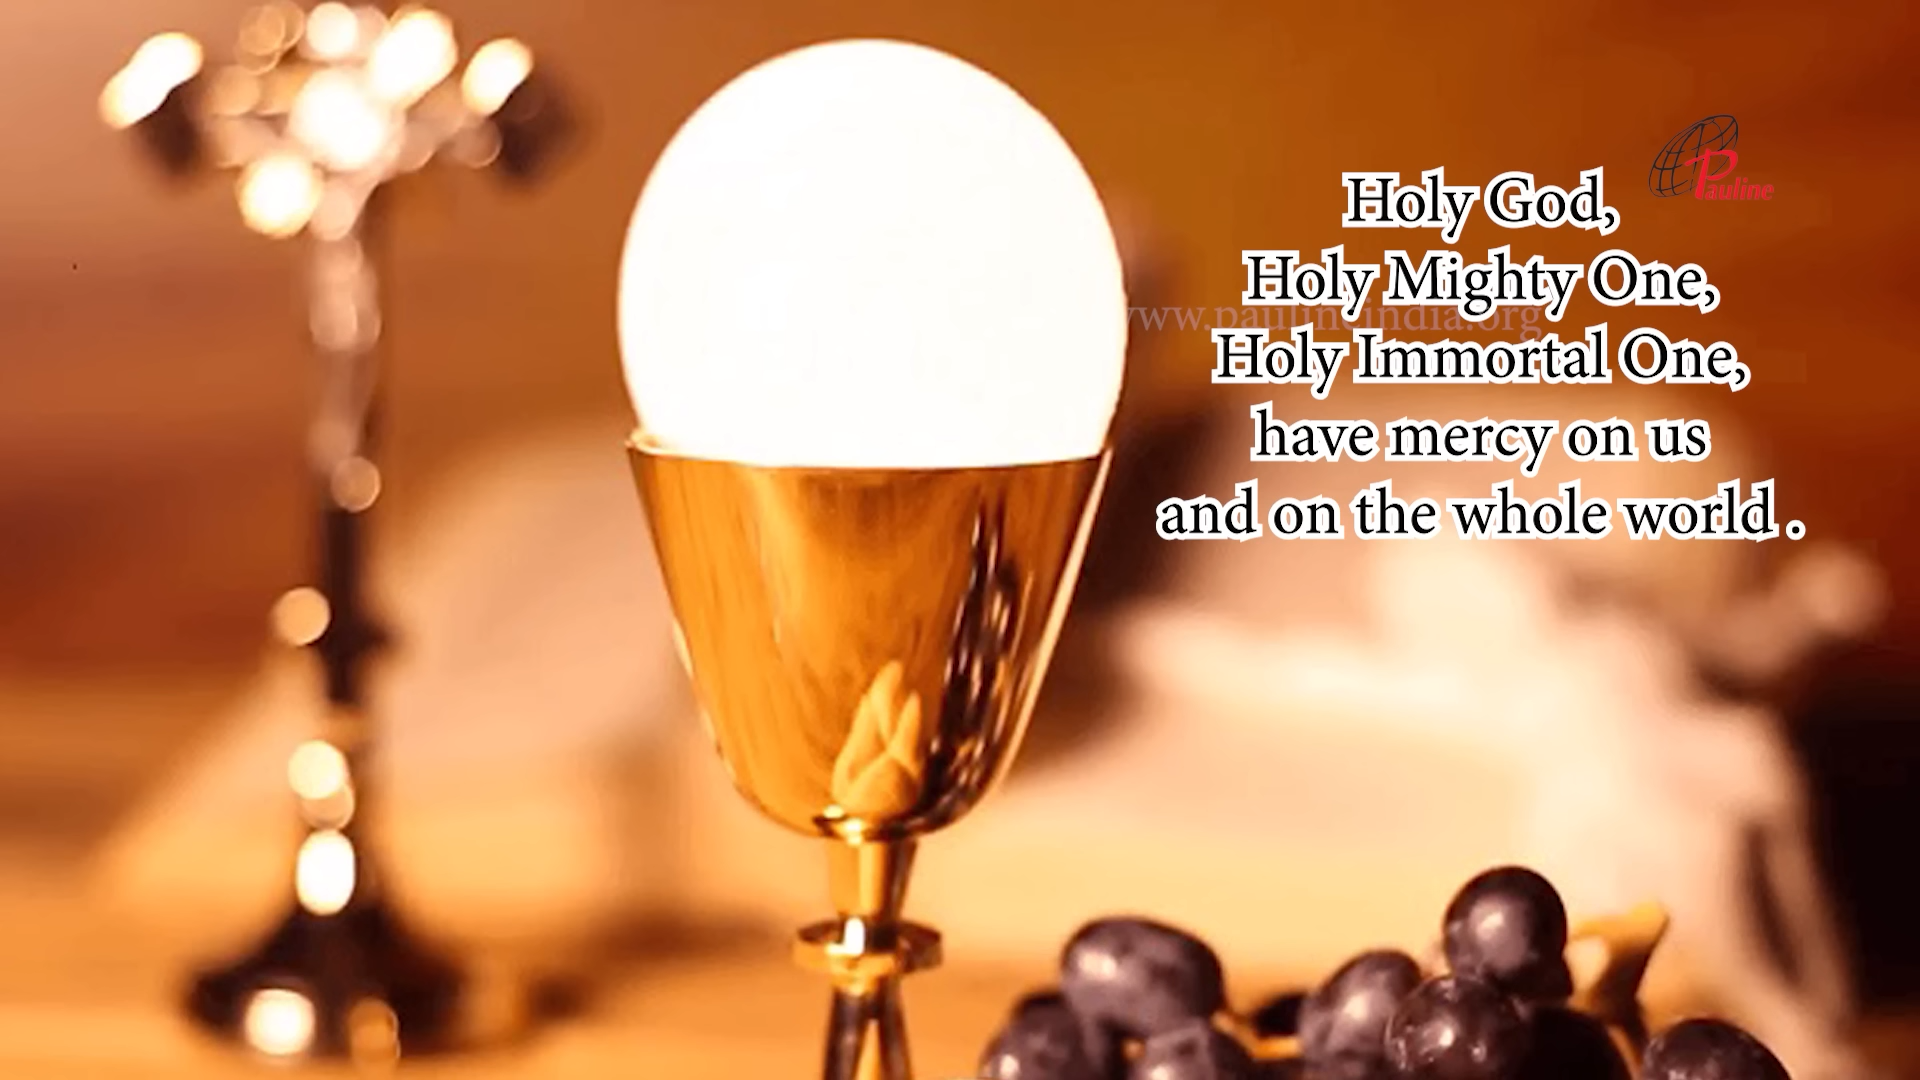 Pauline
Holy God,
Holy Mighty One,
www.paulineindia.org
Holy Immortal One,
have mercy on us
and on the whole world .